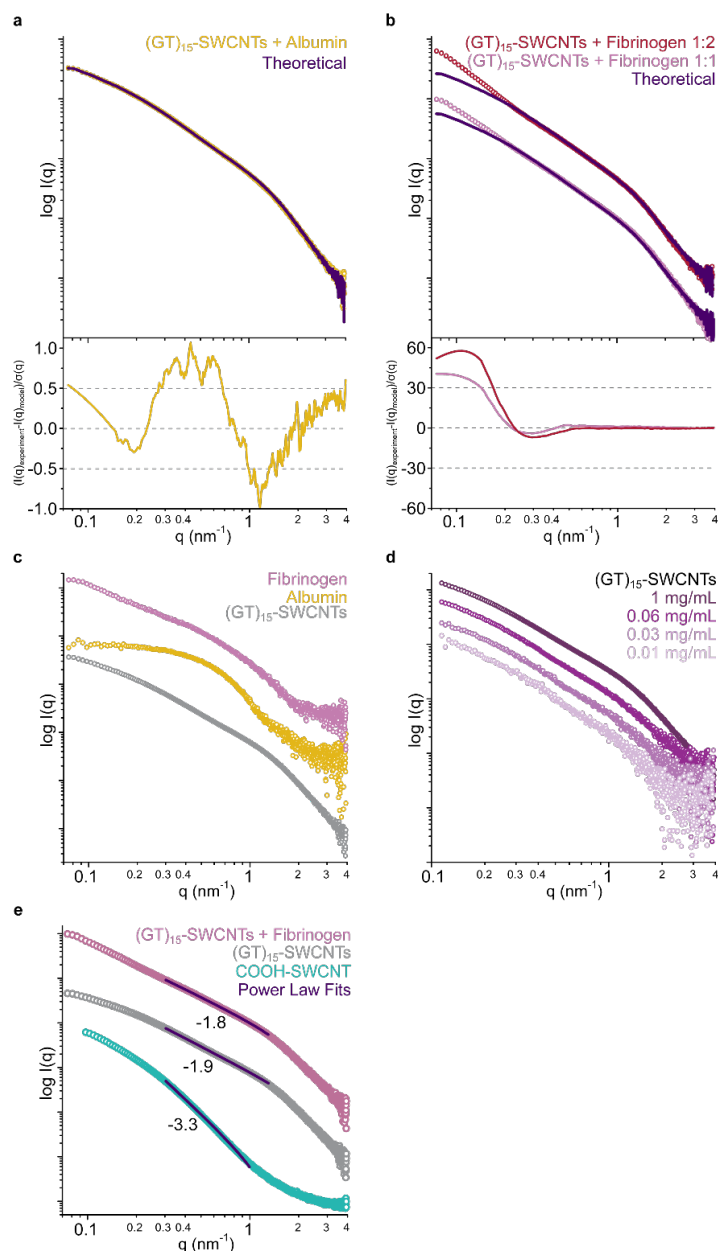 a
(GT)₁₅-SWCNTs + Albumin
Theoretical
log I(q)
1.0
0.5
0.0
-0.5
-1.0
(I(q)experiment-I(q)model)/σ(q)
0.1 0.2 0.3 0.4 1 2 3 4
q (nm⁻¹)
b
(GT)₁₅-SWCNTs + Fibrinogen 1:2
(GT)₁₅-SWCNTs + Fibrinogen 1:1
Theoretical
log I(q)
60
30
0
-30
-60
(I(q)experiment-I(q)model)/σ(q)
0.1 0.2 0.3 0.4 1 2 3 4
q (nm⁻¹)
c
Fibrinogen
Albumin
(GT)₁₅-SWCNTs
log I(q)
0.1 0.2 0.3 0.4 1 2 3 4
q (nm⁻¹)
d
(GT)₁₅-SWCNTs
1 mg/mL
0.06 mg/mL
0.03 mg/mL
0.01 mg/mL
log I(q)
0.1 0.2 0.3 0.4 1 2 3 4
q (nm⁻¹)
e
(GT)₁₅-SWCNTs + Fibrinogen
(GT)₁₅-SWCNTs
COOH-SWCNT
Power Law Fits
-1.8
-1.9
-3.3
log I(q)
0.1 0.2 0.3 0.4 1 2 3 4
q (nm⁻¹)